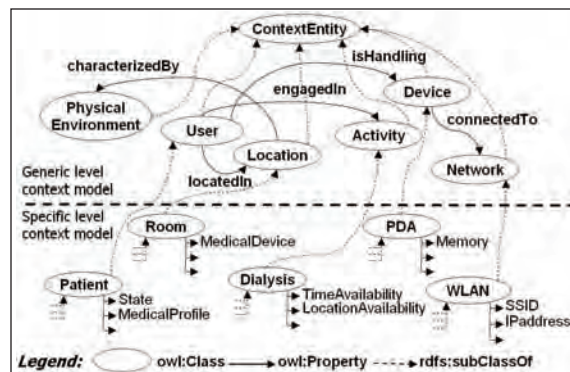 ContextEntity
characterizedBy
isHandling
engagedIn
Device
Physical
Environment
User
Activity
connectedTo
Location
Network
locatedIn
Generic level
context model
Specific level
context model
Room
MedicalDevice
PDA
Memory
Patient
State
MedicalProfile
Dialysis
TimeAvailability
LocationAvailability
WLAN
SSID
IPaddress
Legend: owl:Class owl:Property rdfs:subClassOf